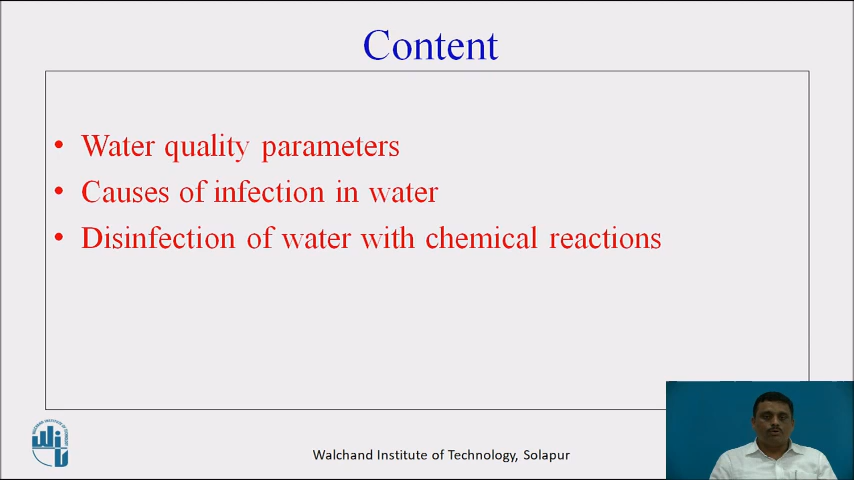 Content
• Water quality parameters
• Causes of infection in water
• Disinfection of water with chemical reactions
Walchand Institute of Technology, Solapur